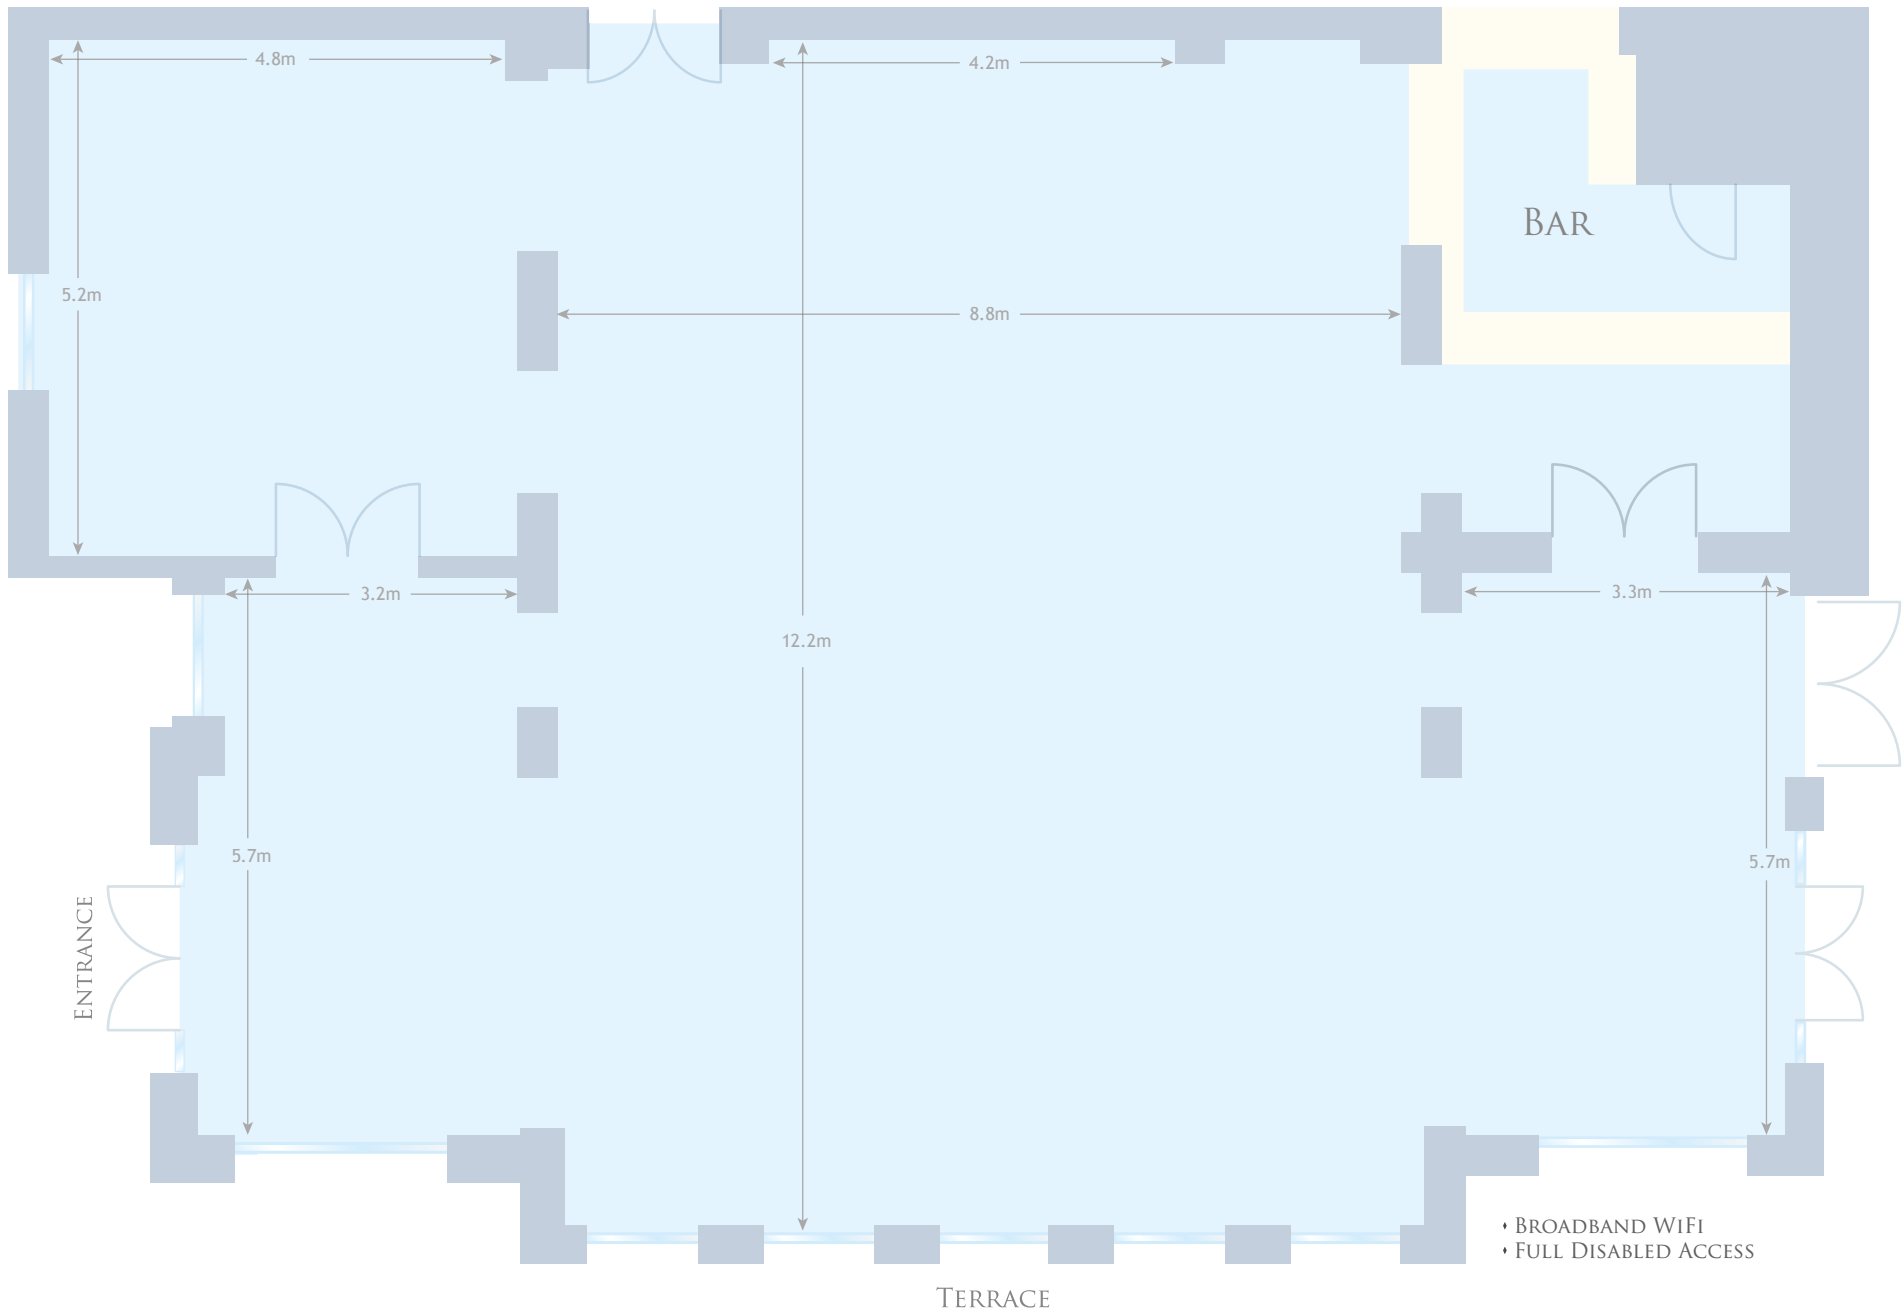 4.8m
4.2m
BAR
5.2m
8.8m
3.2m
3.3m
12.2m
5.7m
5.7m
ENTRANCE
BROADBAND WIFI
FULL DISABLED ACCESS
TERRACE